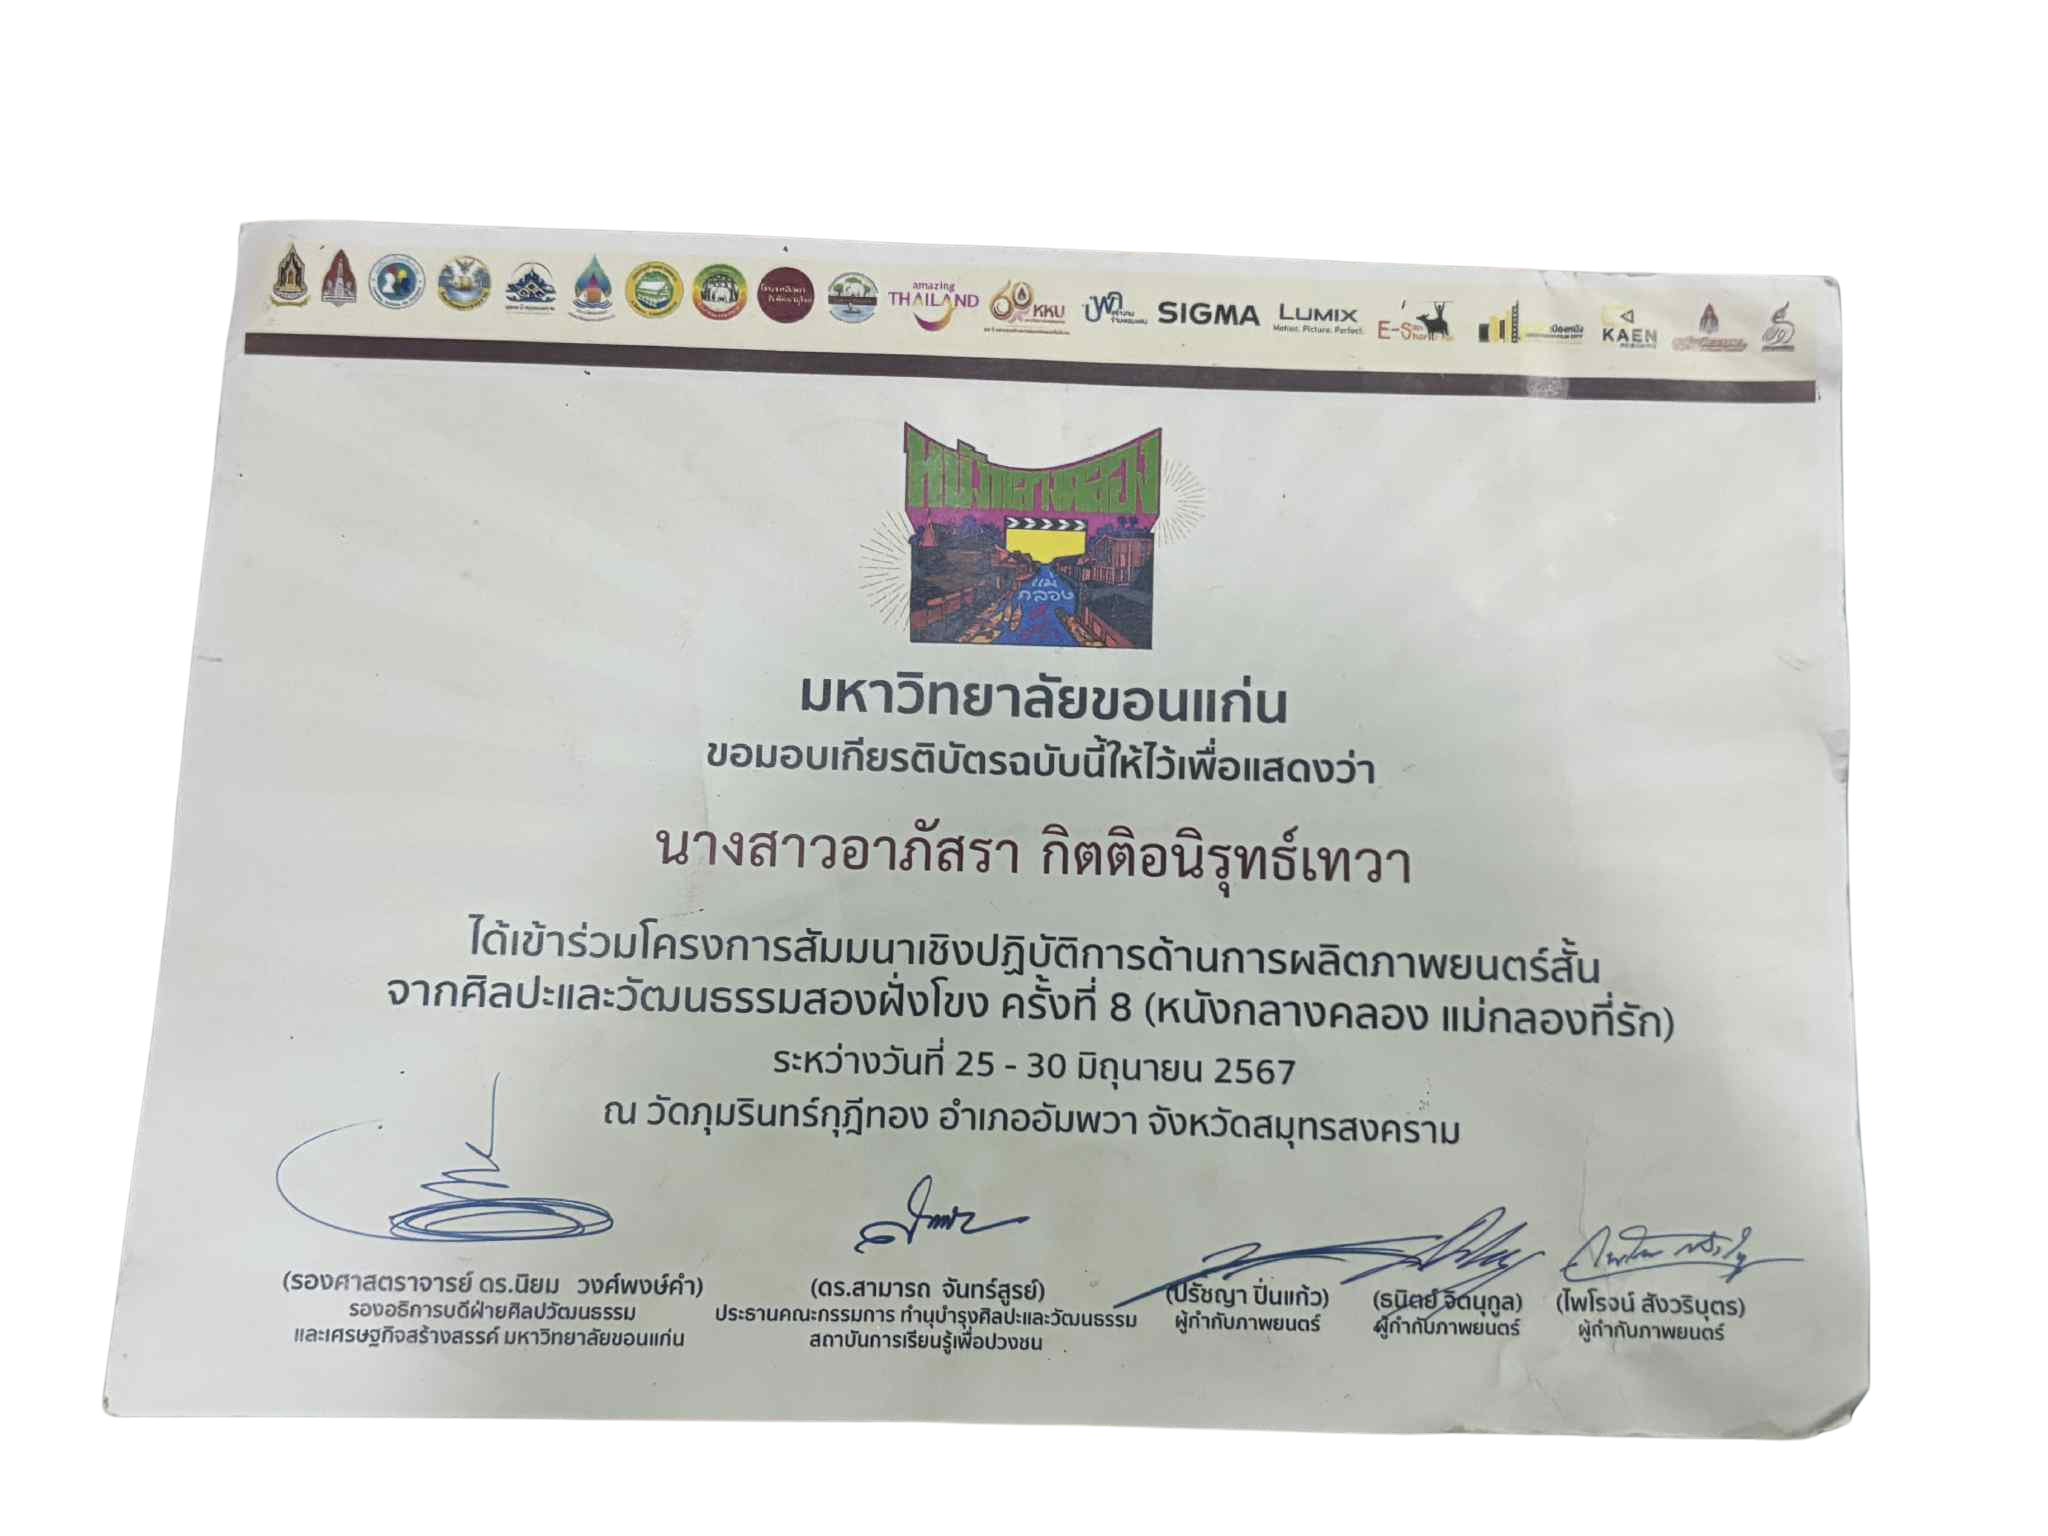 amazing
THAILAND
KKU
SIGMA
LUMIX
Motion. Picture. Perfect.
KAEN
หนังกลางคลอง
แม่
กลอง
มหาวิทยาลัยขอนแก่น
ขอมอบเกียรติบัตรฉบับนี้ให้ไว้เพื่อแสดงว่า
นางสาวอาภัสรา กิตติอนิรุทธ์เทวา
ได้เข้าร่วมโครงการสัมมนาเชิงปฏิบัติการด้านการผลิตภาพยนตร์สั้น
จากศิลปะและวัฒนธรรมสองฝั่งโขง ครั้งที่ 8 (หนังกลางคลอง แม่กลองที่รัก)
ระหว่างวันที่ 25 - 30 มิถุนายน 2567
ณ วัดภุมรินทร์กุฎีทอง อำเภออัมพวา จังหวัดสมุทรสงคราม
(รองศาสตราจารย์ ดร.นิยม วงศ์พงษ์คำ)
รองอธิการบดีฝ่ายศิลปวัฒนธรรม
และเศรษฐกิจสร้างสรรค์ มหาวิทยาลัยขอนแก่น
(ดร.สามารถ จันทร์สูรย์)
ประธานคณะกรรมการ ทำนุบำรุงศิลปะและวัฒนธรรม
สถาบันการเรียนรู้เพื่อปวงชน
(ปรัชญา ปิ่นแก้ว)
ผู้กำกับภาพยนตร์
(ธนิตย์ จิตนุกูล)
ผู้กำกับภาพยนตร์
(ไพโรจน์ สังวริบุตร)
ผู้กำกับภาพยนตร์